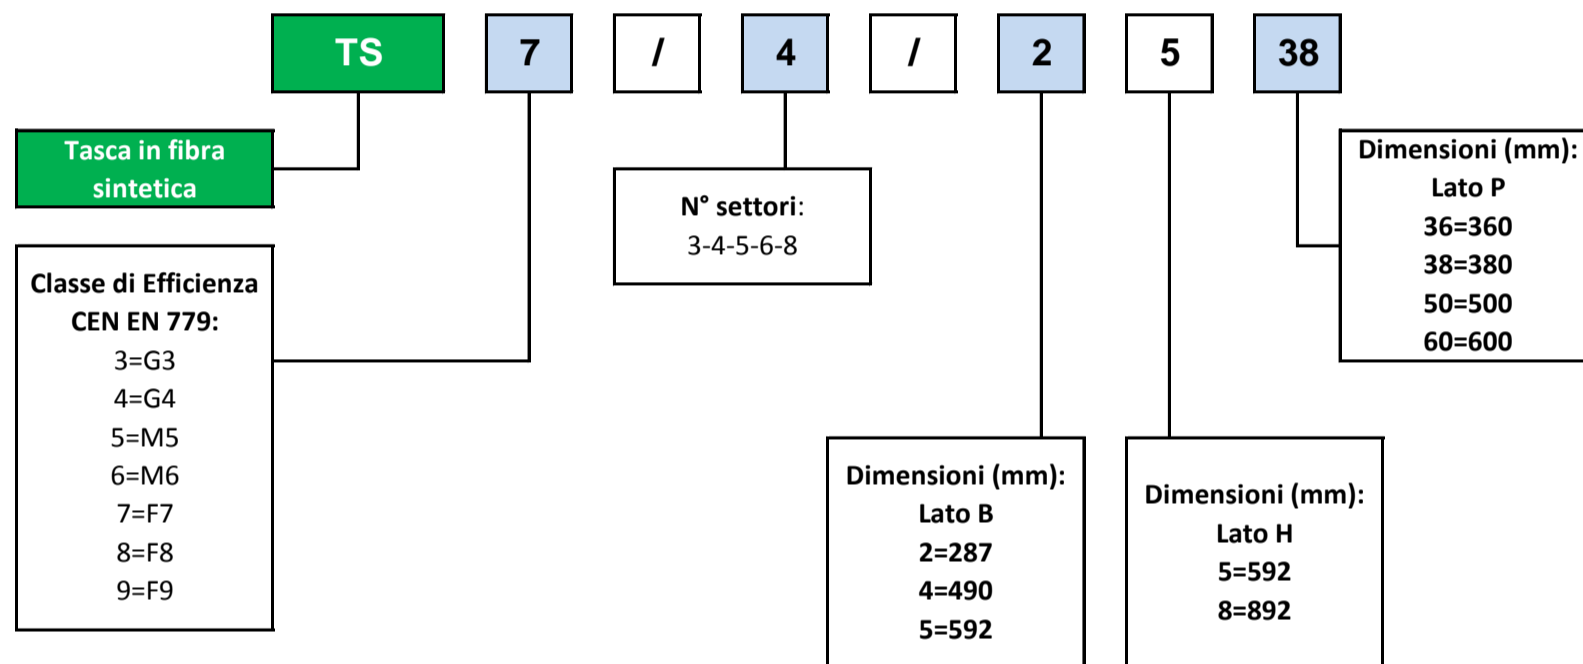 TS 7 / 4 / 2 5 38
Tasca in fibra
sintetica
Classe di Efficienza
CEN EN 779:
3=G3
4=G4
5=M5
6=M6
7=F7
8=F8
9=F9
N° settori:
3-4-5-6-8
Dimensioni (mm):
Lato B
2=287
4=490
5=592
Dimensioni (mm):
Lato H
5=592
8=892
Dimensioni (mm):
Lato P
36=360
38=380
50=500
60=600